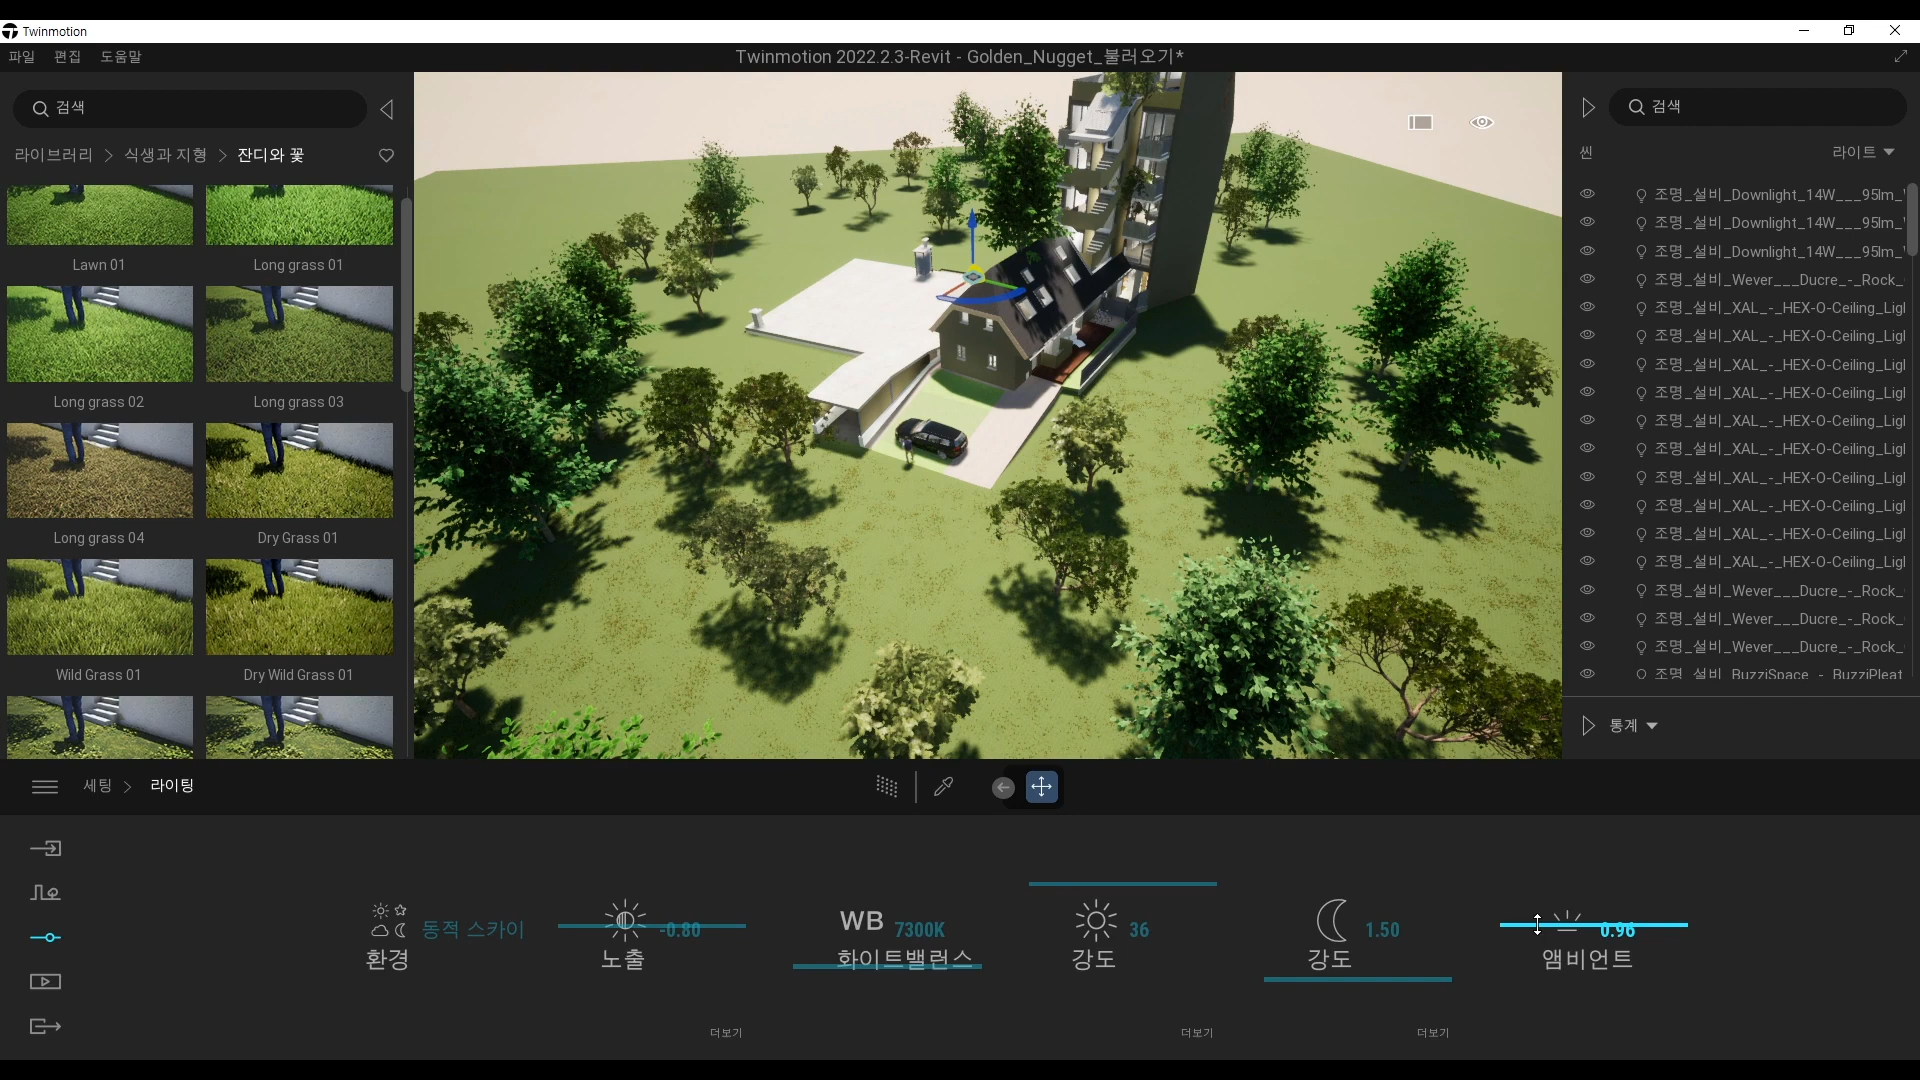 Twinmotion
파일 편집 도움말
Twinmotion 2022.2.3-Revit - Golden_Nugget_불러오기*
검색
라이브러리 > 식생과 지형 > 잔디와 꽃
Lawn 01
Long grass 01
Long grass 02
Long grass 03
Long grass 04
Dry Grass 01
Wild Grass 01
Dry Wild Grass 01
검색
씬 라이트
조명_설비_Downlight_14W___95lm_
조명_설비_Downlight_14W___95lm_
조명_설비_Downlight_14W___95lm_
조명_설비_Wever___Ducre_-_Rock_
조명_설비_XAL_-_HEX-O-Ceiling_Ligl
조명_설비_XAL_-_HEX-O-Ceiling_Ligl
조명_설비_XAL_-_HEX-O-Ceiling_Ligl
조명_설비_XAL_-_HEX-O-Ceiling_Ligl
조명_설비_XAL_-_HEX-O-Ceiling_Ligl
조명_설비_XAL_-_HEX-O-Ceiling_Ligl
조명_설비_XAL_-_HEX-O-Ceiling_Ligl
조명_설비_XAL_-_HEX-O-Ceiling_Ligl
조명_설비_XAL_-_HEX-O-Ceiling_Ligl
조명_설비_XAL_-_HEX-O-Ceiling_Ligl
조명_설비_Wever___Ducre_-_Rock_
조명_설비_Wever___Ducre_-_Rock_
조명_설비_Wever___Ducre_-_Rock_
조명_설비_BuzziSpace_-_BuzziPleat
통계
세팅 > 라이팅
동적 스카이
환경
-0.80
노출
더보기
WB 7300K
화이트밸런스
36
강도
더보기
1.50
강도
더보기
0.96
앰비언트